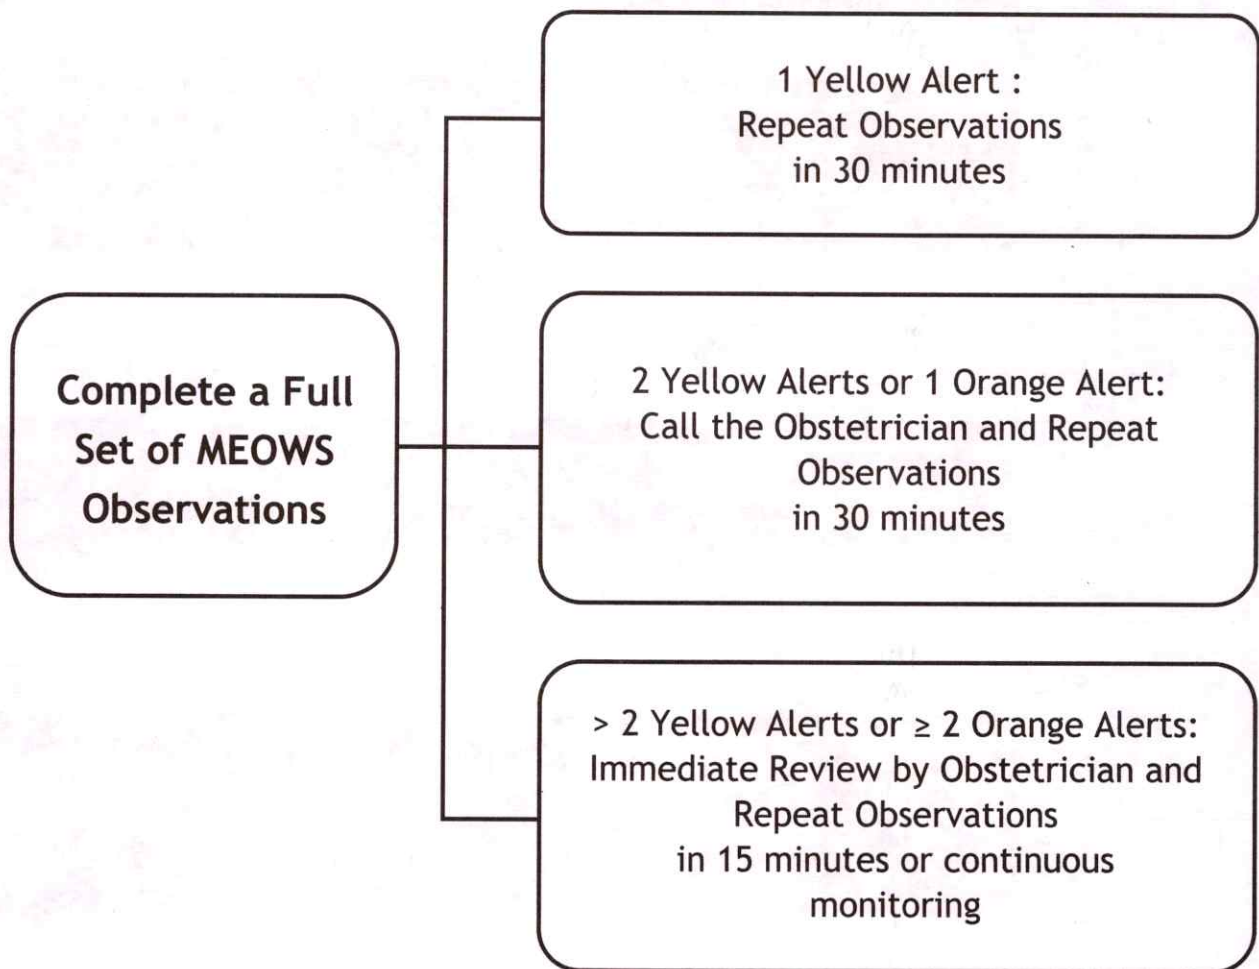 Complete a Full
Set of MEOWS
Observations
1 Yellow Alert :
Repeat Observations
in 30 minutes
2 Yellow Alerts or 1 Orange Alert:
Call the Obstetrician and Repeat
Observations
in 30 minutes
> 2 Yellow Alerts or ≥ 2 Orange Alerts:
Immediate Review by Obstetrician and
Repeat Observations
in 15 minutes or continuous
monitoring